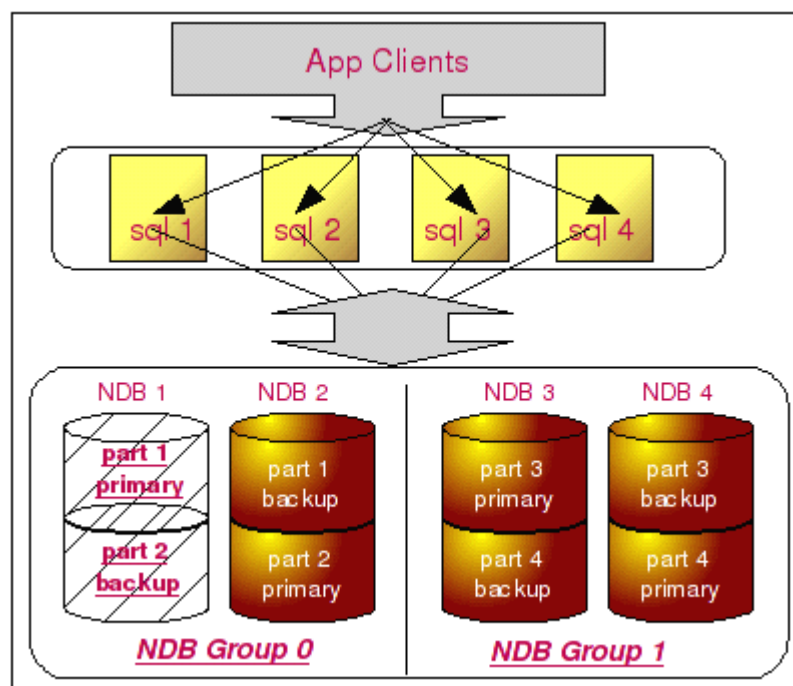 App Clients
sql 1
sql 2
sql 3
sql 4
NDB 1
NDB 2
NDB 3
NDB 4
part 1
primary
part 2
backup
part 1
backup
part 2
primary
part 3
primary
part 4
backup
part 3
backup
part 4
primary
NDB Group 0
NDB Group 1